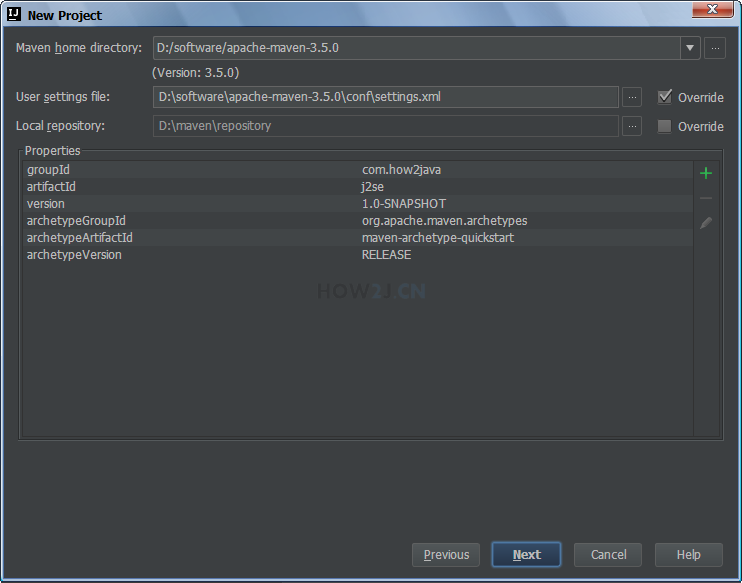 IJ New Project
Maven home directory: D:/software/apache-maven-3.5.0 ...
(Version: 3.5.0)
User settings file: D:\software\apache-maven-3.5.0\conf\settings.xml ... Override
Local repository: D:\maven\repository ... Override
Properties
groupId com.how2java
artifactId j2se
version 1.0-SNAPSHOT
archetypeGroupId org.apache.maven.archetypes
archetypeArtifactId maven-archetype-quickstart
archetypeVersion RELEASE
HOW2J.CN
Previous Next Cancel Help